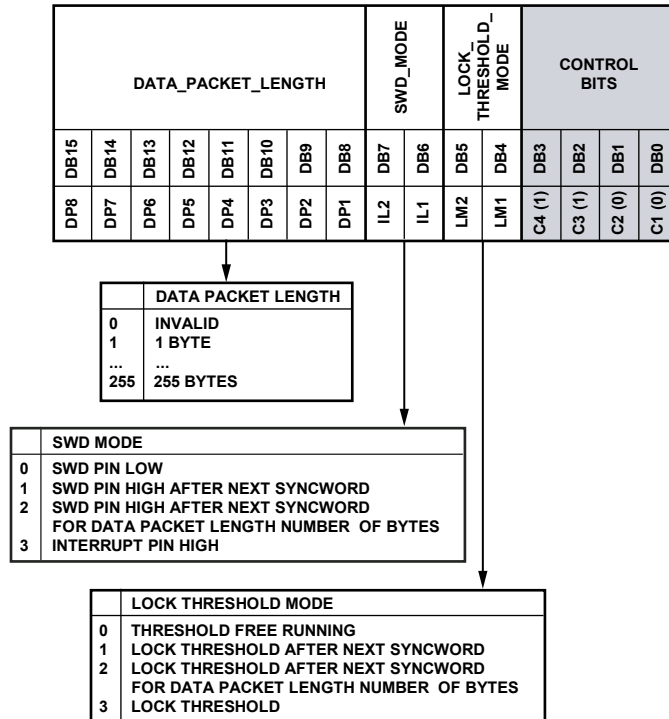 DATA_PACKET_LENGTH
SWD_MODE
LOCK_
THRESHOLD_
MODE
CONTROL
BITS
DB15 DB14 DB13 DB12 DB11 DB10 DB9 DB8 DB7 DB6 DB5 DB4 DB3 DB2 DB1 DB0
DP8 DP7 DP6 DP5 DP4 DP3 DP2 DP1 IL2 IL1 LM2 LM1 C4 (1) C3 (1) C2 (0) C1 (0)
DATA PACKET LENGTH
0 INVALID
1 1 BYTE
... ...
255 255 BYTES
SWD MODE
0 SWD PIN LOW
1 SWD PIN HIGH AFTER NEXT SYNCWORD
2 SWD PIN HIGH AFTER NEXT SYNCWORD
FOR DATA PACKET LENGTH NUMBER OF BYTES
3 INTERRUPT PIN HIGH
LOCK THRESHOLD MODE
0 THRESHOLD FREE RUNNING
1 LOCK THRESHOLD AFTER NEXT SYNCWORD
2 LOCK THRESHOLD AFTER NEXT SYNCWORD
FOR DATA PACKET LENGTH NUMBER OF BYTES
3 LOCK THRESHOLD